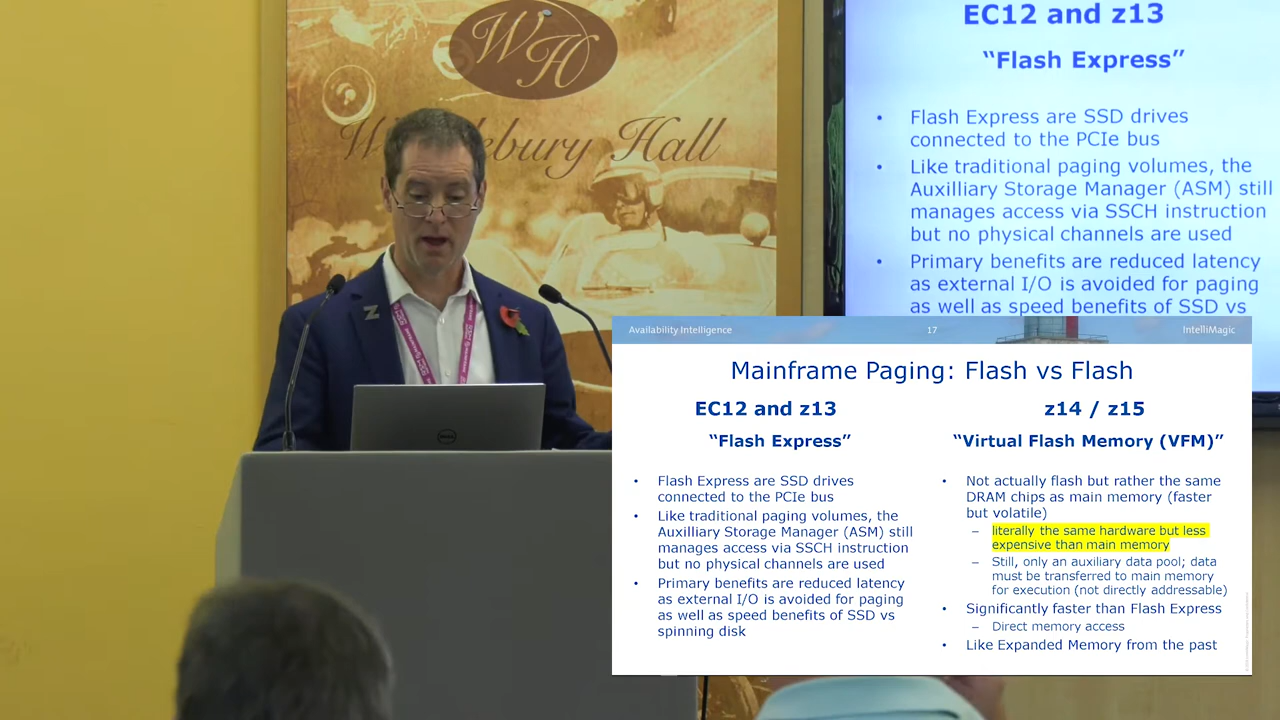 WH
Whittlebury Hall
Z
DELL
EC12 and z13
“Flash Express”
• Flash Express are SSD drives
connected to the PCIe bus
• Like traditional paging volumes, the
Auxilliary Storage Manager (ASM) still
manages access via SSCH instruction
but no physical channels are used
• Primary benefits are reduced latency
as external I/O is avoided for paging
as well as speed benefits of SSD vs
Availability Intelligence
17
IntelliMagic
Mainframe Paging: Flash vs Flash
EC12 and z13
“Flash Express”
• Flash Express are SSD drives
connected to the PCIe bus
• Like traditional paging volumes, the
Auxilliary Storage Manager (ASM) still
manages access via SSCH instruction
but no physical channels are used
• Primary benefits are reduced latency
as external I/O is avoided for paging
as well as speed benefits of SSD vs
spinning disk
z14 / z15
“Virtual Flash Memory (VFM)”
• Not actually flash but rather the same
DRAM chips as main memory (faster
but volatile)
– literally the same hardware but less
expensive than main memory
– Still, only an auxiliary data pool; data
must be transferred to main memory
for execution (not directly addressable)
• Significantly faster than Flash Express
– Direct memory access
• Like Expanded Memory from the past